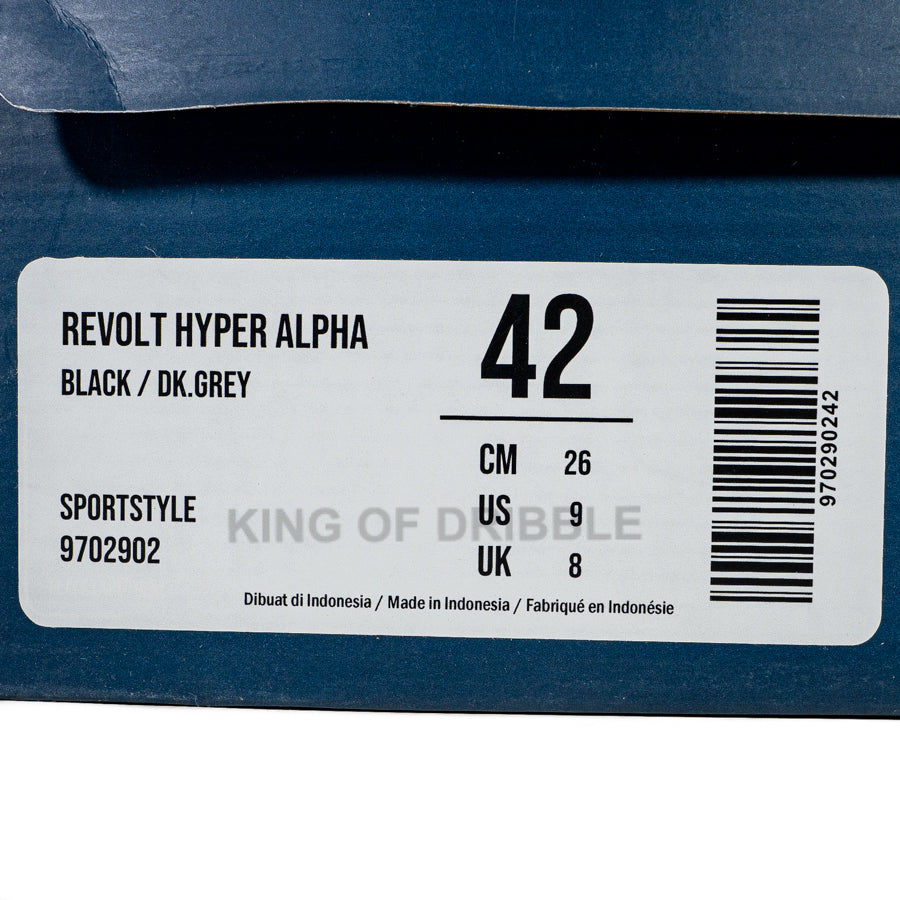 REVOLT HYPER ALPHA
BLACK / DK.GREY
42
CM 26
US 9
UK 8
SPORTSTYLE
9702902
KING OF DRIBBLE
Dibuat di Indonesia / Made in Indonesia / Fabriqué en Indonésie
970290242